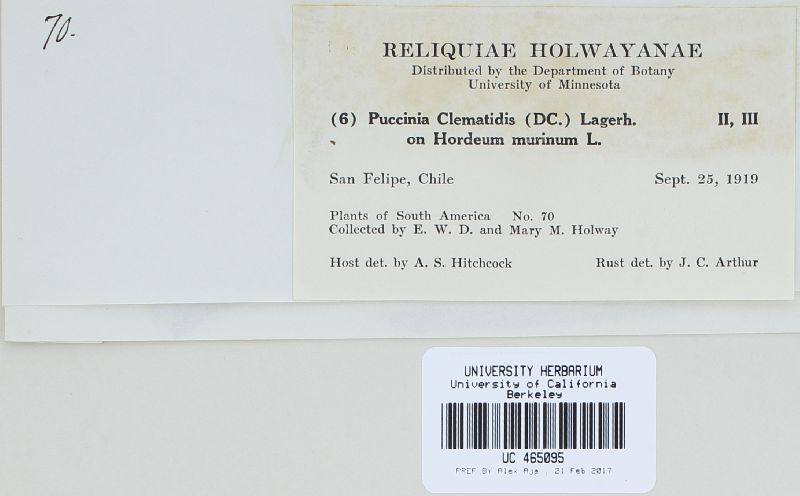 70.
RELIQUIAE HOLWAYANAE
Distributed by the Department of Botany
University of Minnesota
(6) Puccinia Clematidis (DC.) Lagerh. II, III
on Hordeum murinum L.
San Felipe, Chile Sept. 25, 1919
Plants of South America No. 70
Collected by E. W. D. and Mary M. Holway
Host det. by A. S. Hitchcock Rust det. by J. C. Arthur
UNIVERSITY HERBARIUM
University of California
Berkeley
UC 465095
PREP BY Alex Aja , 21 Feb 2017